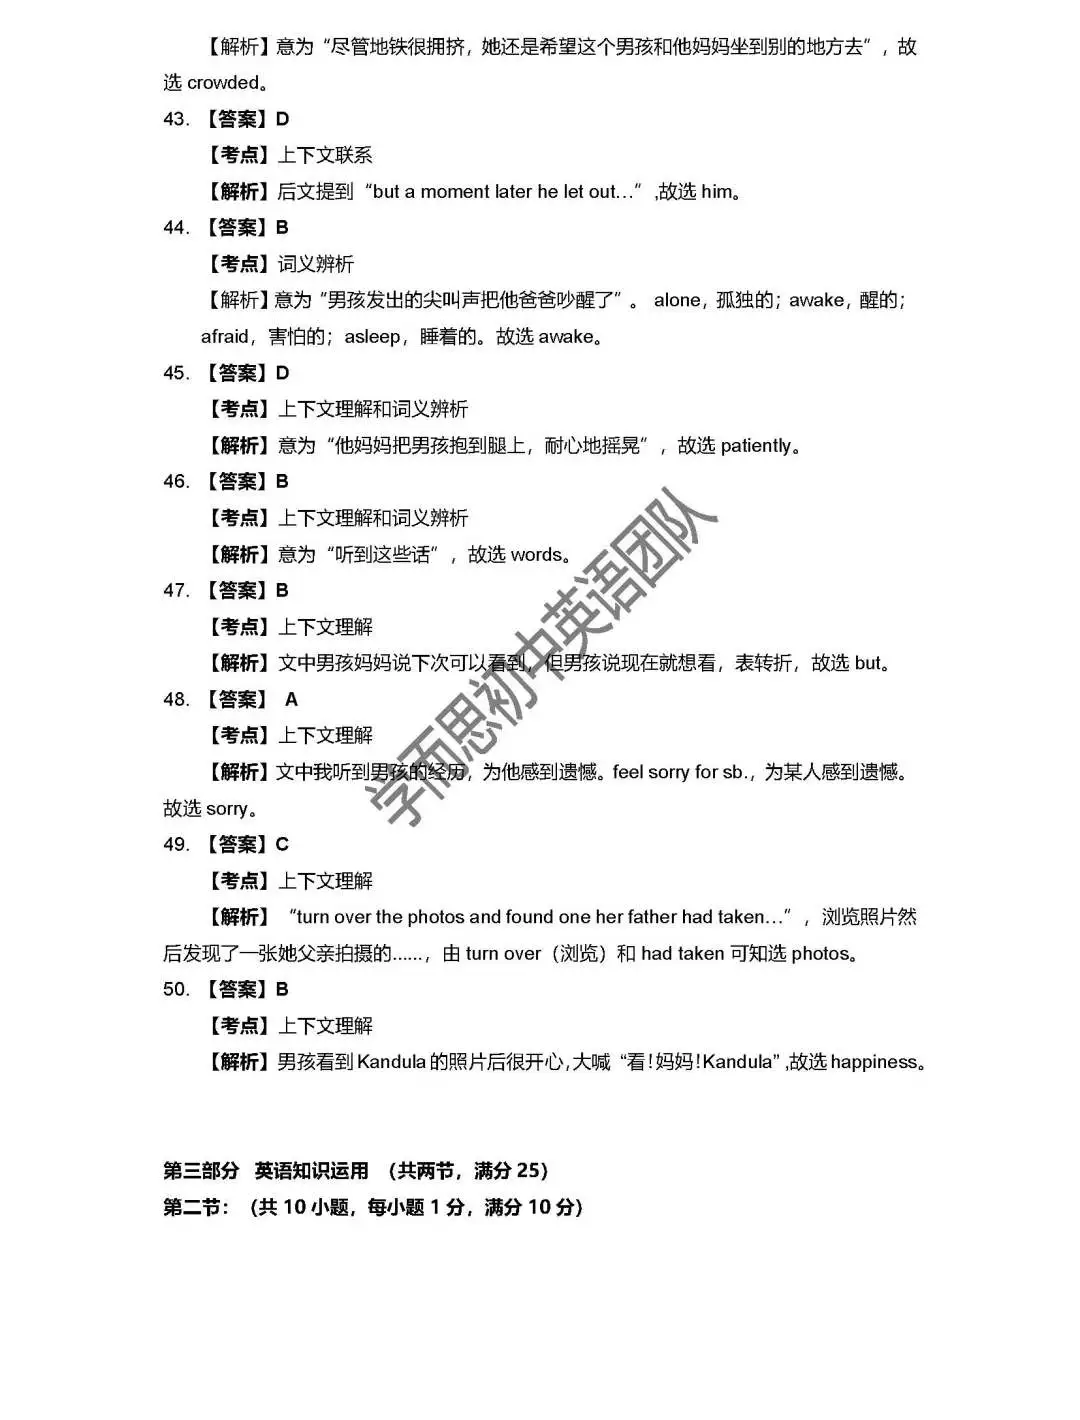 【解析】意为“尽管地铁很拥挤，她还是希望这个男孩和他妈妈坐到别的地方去”，故
选 crowded。
43. 【答案】D
【考点】上下文联系
【解析】后文提到“but a moment later he let out…”,故选 him。
44. 【答案】B
【考点】词义辨析
【解析】意为“男孩发出的尖叫声把他爸爸吵醒了”。 alone，孤独的；awake，醒的；
afraid，害怕的；asleep，睡着的。故选 awake。
45. 【答案】D
【考点】上下文理解和词义辨析
【解析】意为“他妈妈把男孩抱到腿上，耐心地摇晃”，故选 patiently。
46. 【答案】B
【考点】上下文理解和词义辨析
【解析】意为“听到这些话”，故选 words。
47. 【答案】B
【考点】上下文理解
【解析】文中男孩妈妈说下次可以看到，但男孩说现在就想看，表转折，故选 but。
48. 【答案】 A
【考点】上下文理解
【解析】文中我听到男孩的经历，为他感到遗憾。feel sorry for sb.，为某人感到遗憾。
故选 sorry。
49. 【答案】C
【考点】上下文理解
【解析】“turn over the photos and found one her father had taken…”，浏览照片然
后发现了一张她父亲拍摄的……，由 turn over（浏览）和 had taken 可知选 photos。
50. 【答案】B
【考点】上下文理解
【解析】男孩看到 Kandula 的照片后很开心,大喊“看！妈妈！Kandula”,故选 happiness。
第三部分 英语知识运用 （共两节，满分 25）
第二节：（共 10 小题，每小题 1 分，满分 10 分）
学而思初中英语团队